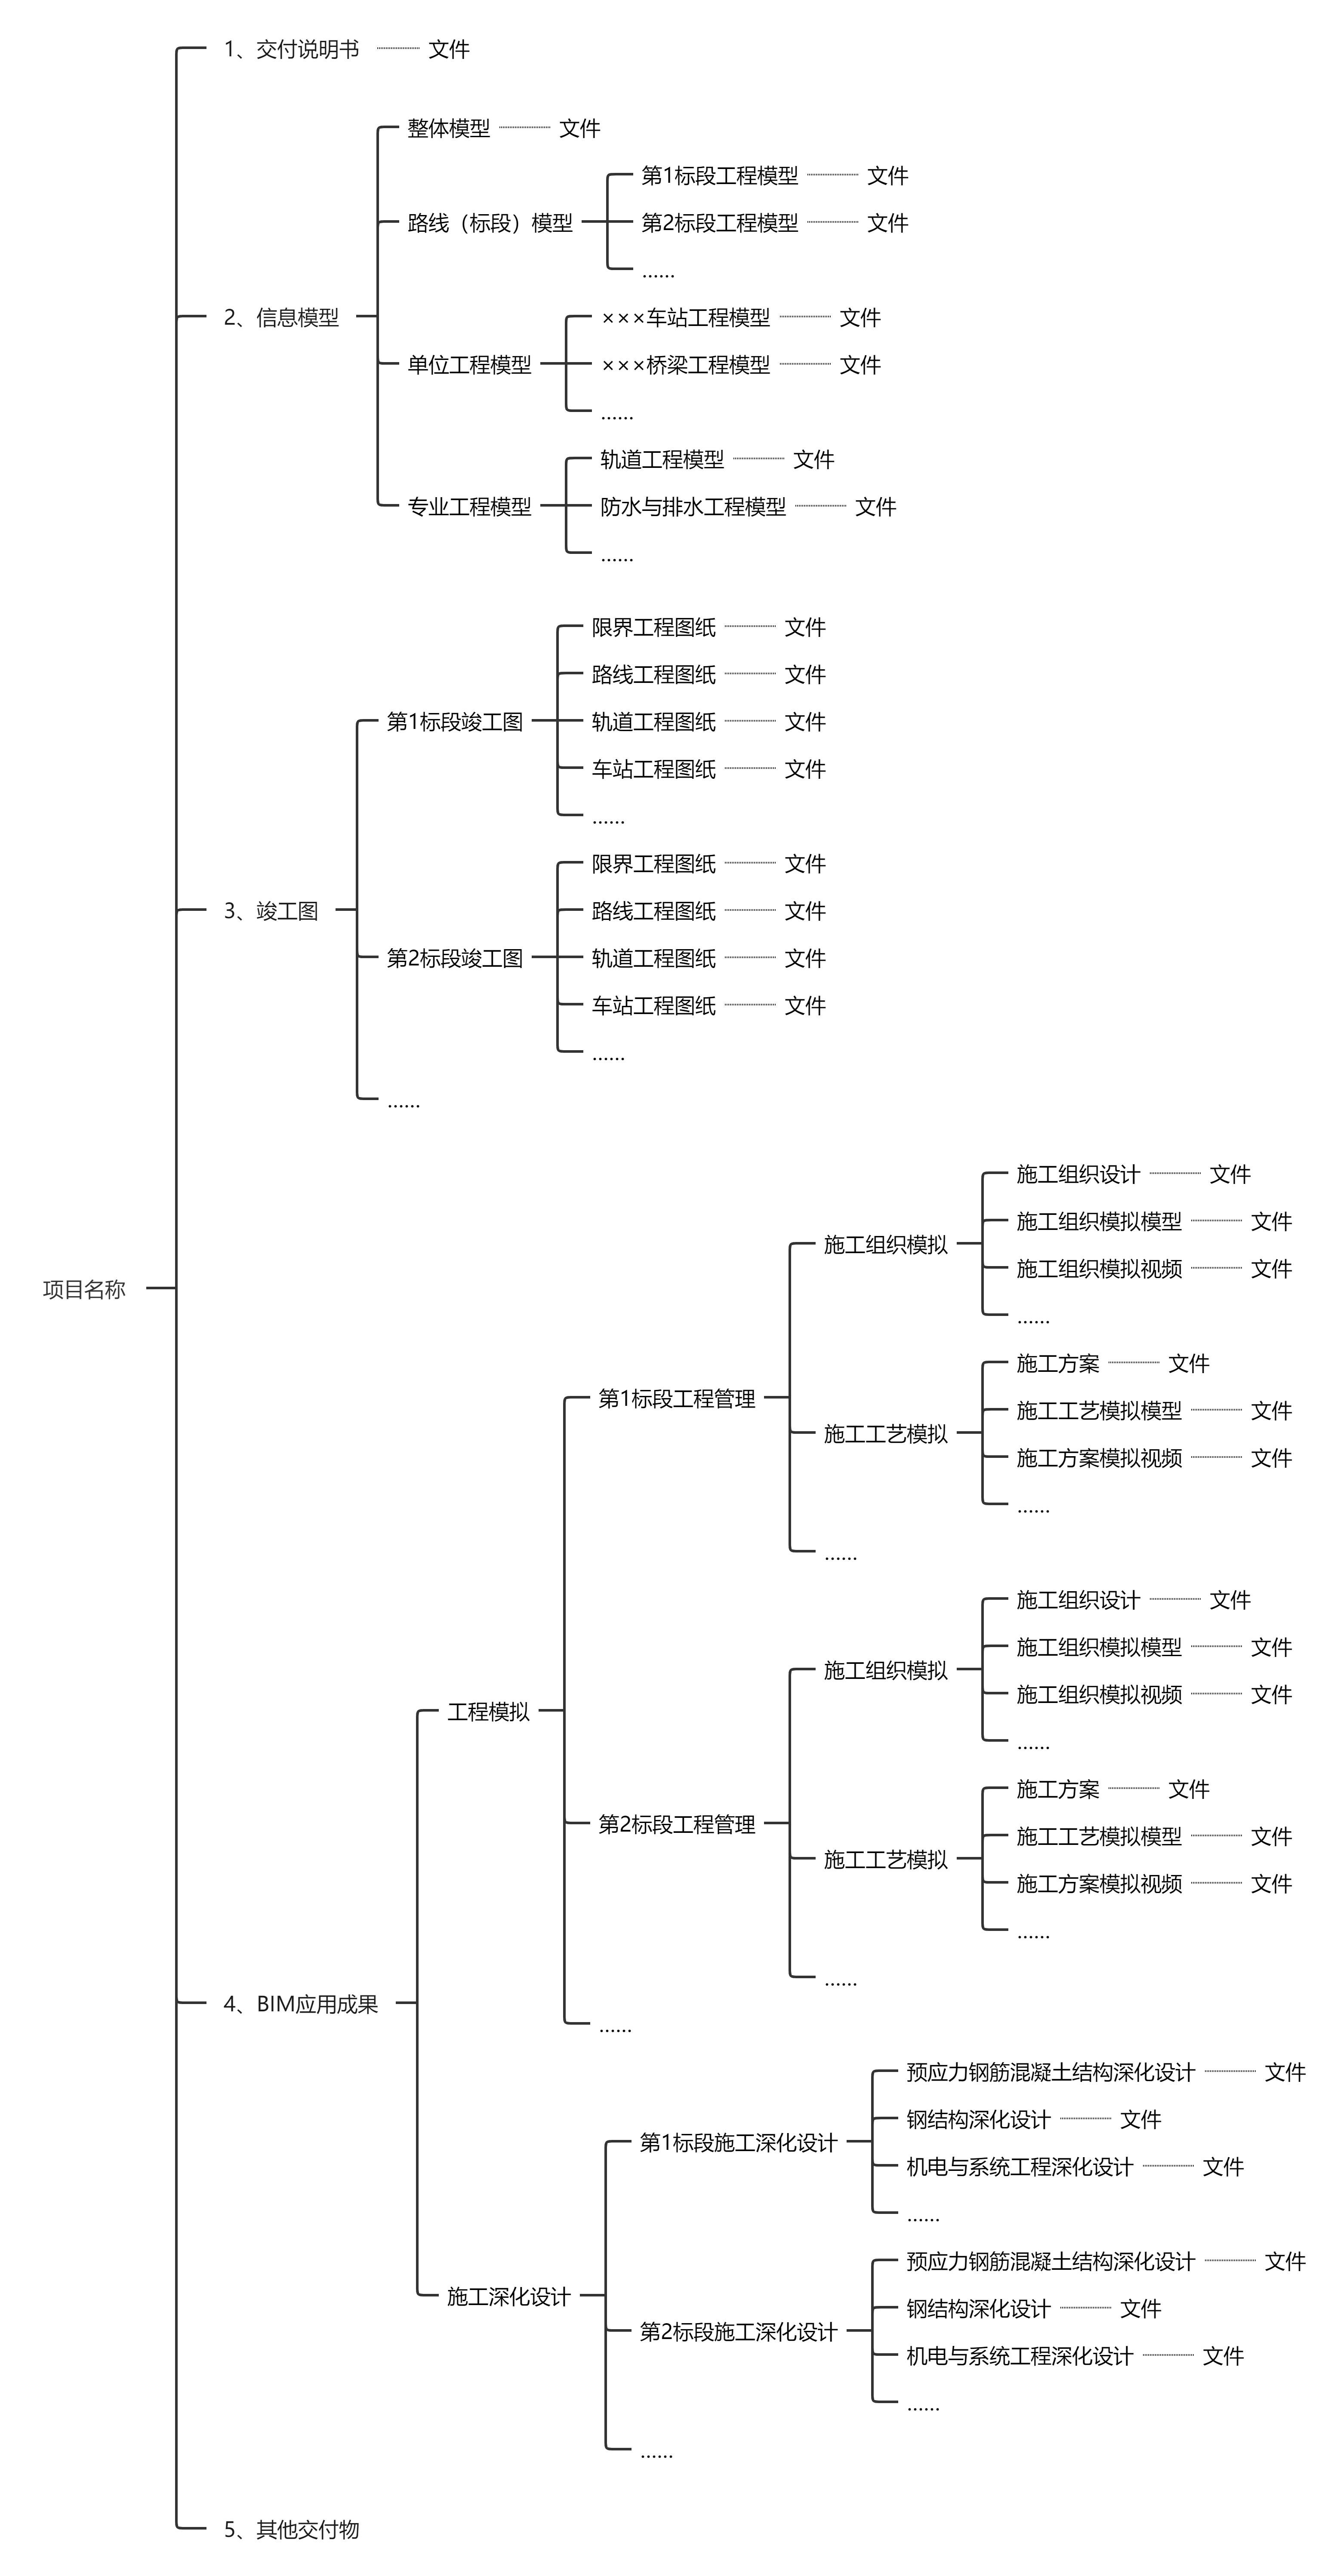 1、交付说明书 文件
整体模型 文件
第1标段工程模型 文件
路线（标段）模型 第2标段工程模型 文件
……
2、信息模型 ×××车站工程模型 文件
单位工程模型 ×××桥梁工程模型 文件
……
轨道工程模型 文件
专业工程模型 防水与排水工程模型 文件
……
限界工程图纸 文件
路线工程图纸 文件
第1标段竣工图 轨道工程图纸 文件
车站工程图纸 文件
……
限界工程图纸 文件
3、竣工图 路线工程图纸 文件
第2标段竣工图 轨道工程图纸 文件
车站工程图纸 文件
……
……
施工组织设计 文件
施工组织模拟模型 文件
施工组织模拟
施工组织模拟视频 文件
项目名称
……
施工方案 文件
第1标段工程管理
施工工艺模拟模型 文件
施工工艺模拟
施工方案模拟视频 文件
……
……
施工组织设计 文件
施工组织模拟模型 文件
施工组织模拟
施工组织模拟视频 文件
工程模拟
……
施工方案 文件
第2标段工程管理
施工工艺模拟模型 文件
施工工艺模拟
施工方案模拟视频 文件
……
……
4、BIM应用成果
……
预应力钢筋混凝土结构深化设计 文件
钢结构深化设计 文件
第1标段施工深化设计
机电与系统工程深化设计 文件
……
预应力钢筋混凝土结构深化设计 文件
施工深化设计
钢结构深化设计 文件
第2标段施工深化设计
机电与系统工程深化设计 文件
……
……
5、其他交付物